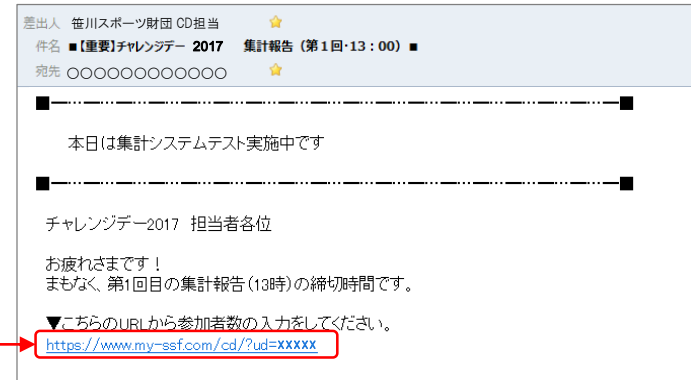 差出人 笹川スポーツ財団 CD担当
件名 ■【重要】チャレンジデー 2017 集計報告（第１回・13：00）■
宛先 ○○○○○○○○○○○○
■―…―…―…―…―…―…―…―…―…―…―…―…―…―■
本日は集計システムテスト実施中です
■―…―…―…―…―…―…―…―…―…―…―…―…―…―■
チャレンジデー2017 担当者各位
お疲れさまです！
まもなく、第1回目の集計報告（13時）の締切時間です。
▼こちらのURLから参加者数の入力をしてください。
https://www.my-ssf.com/cd/?ud=xxxxx